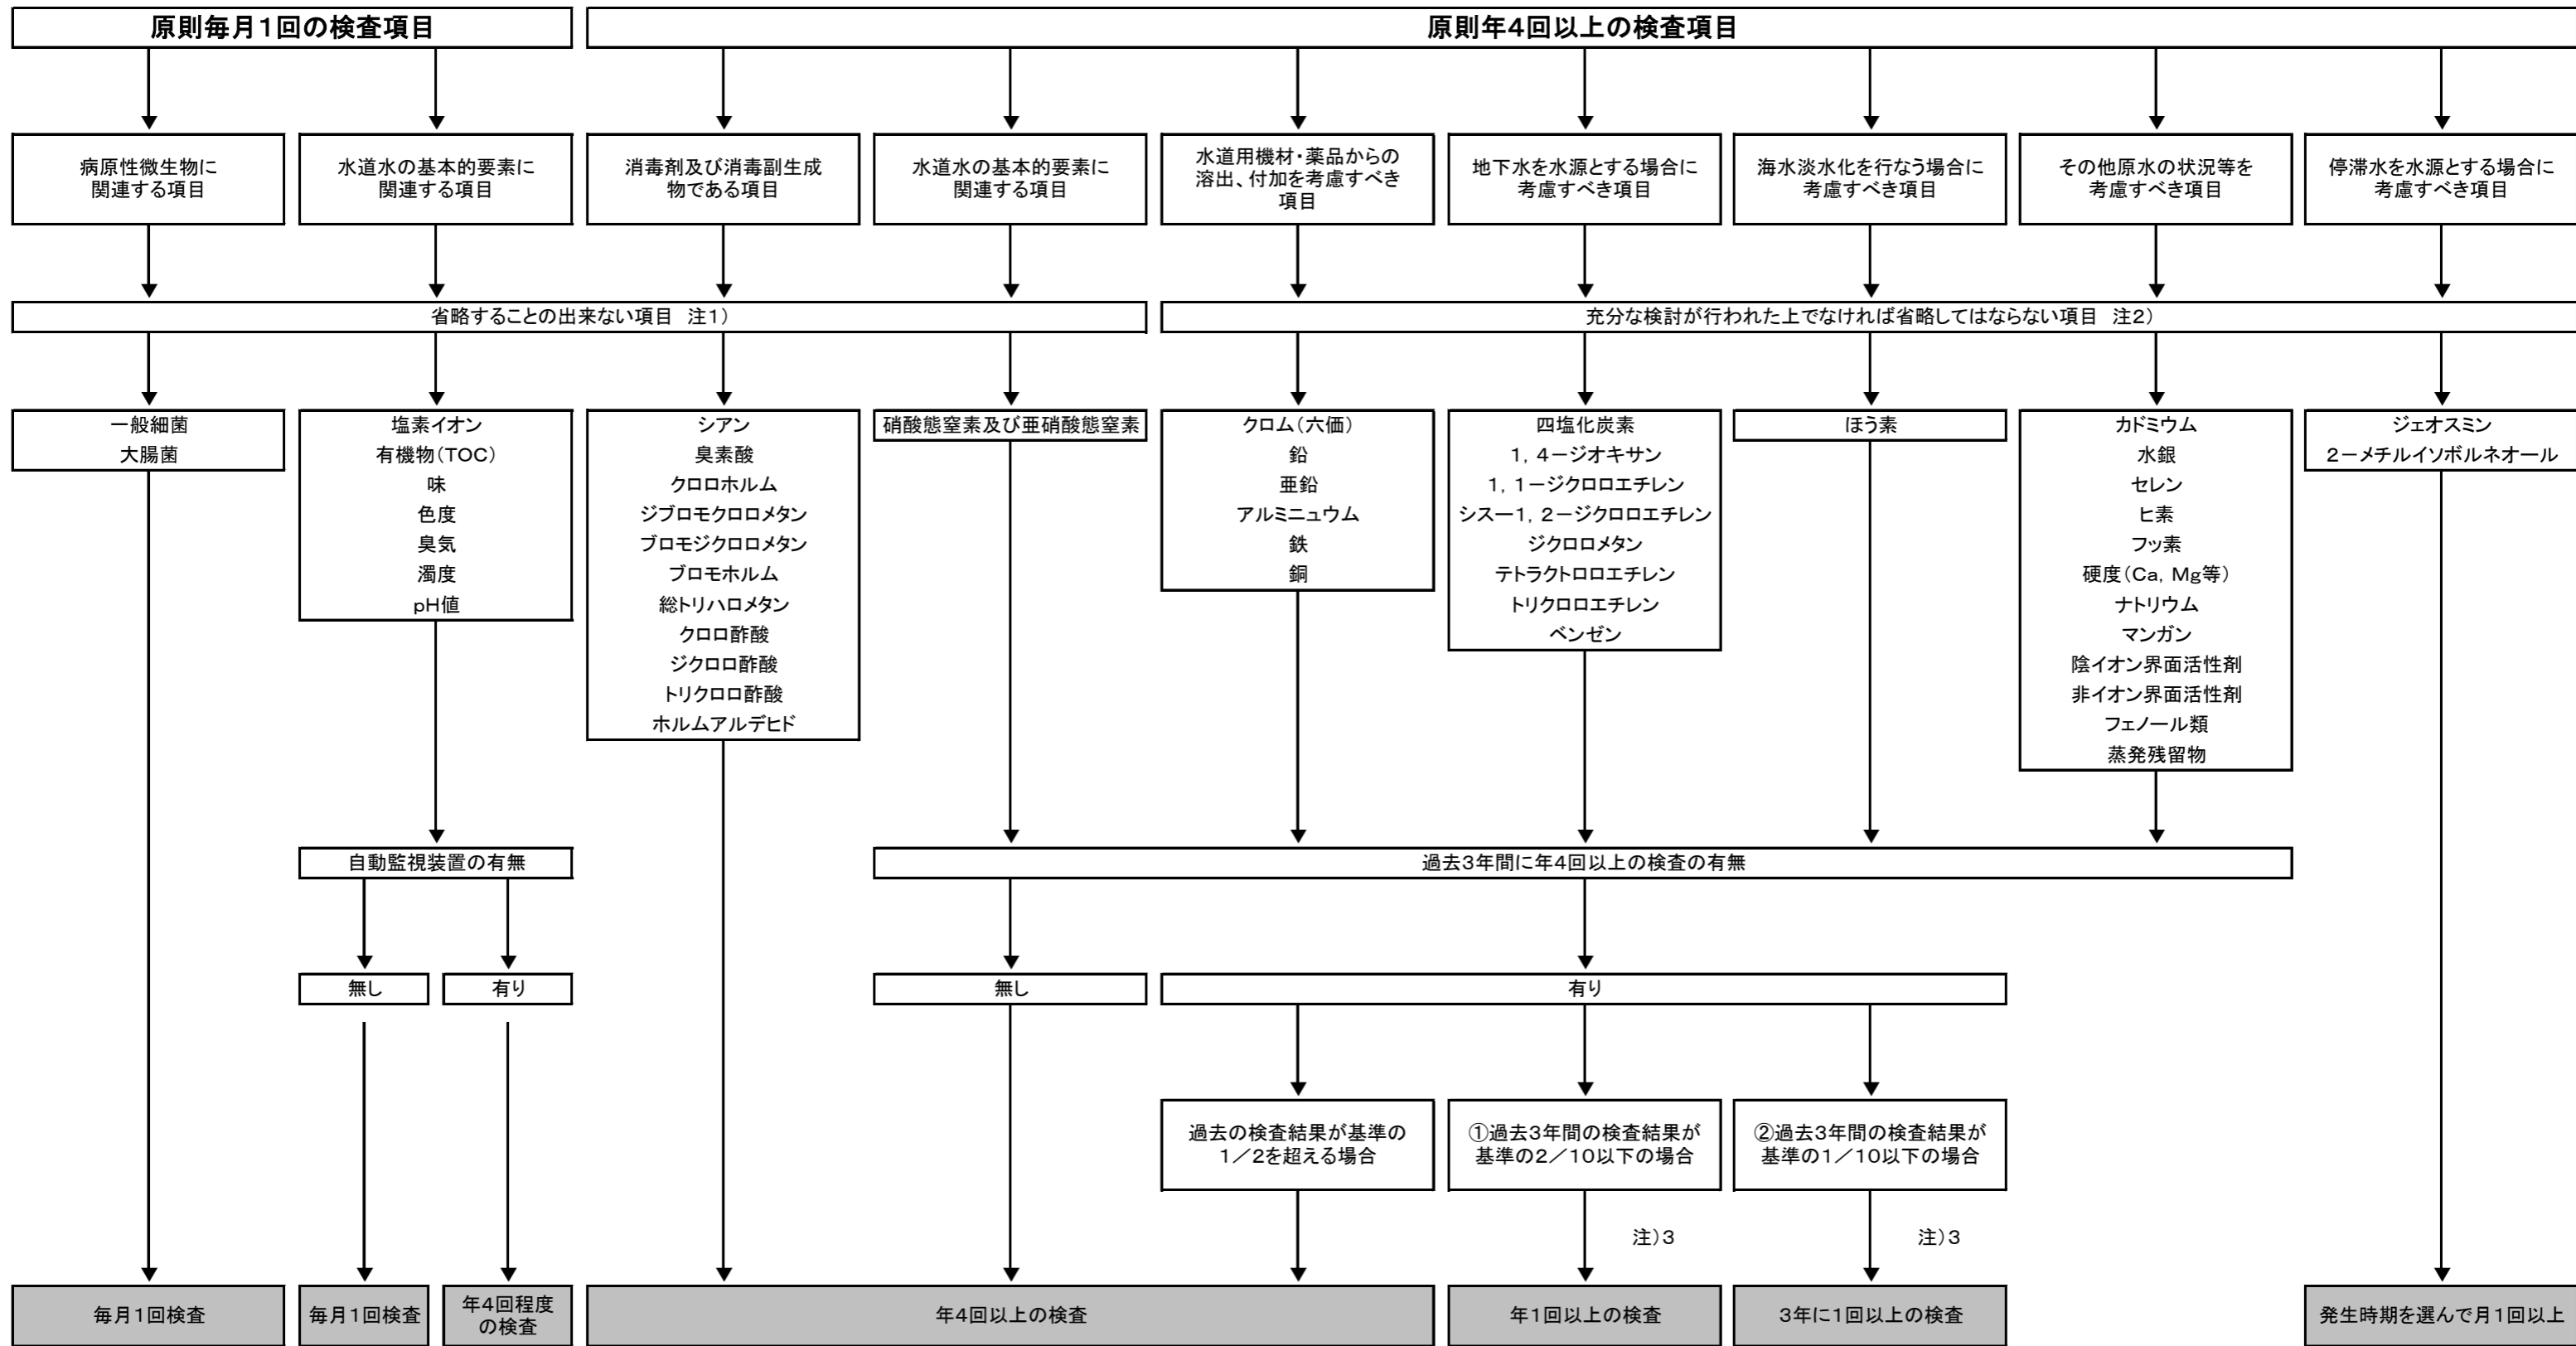 原則毎月1回の検査項目
原則年4回以上の検査項目
病原性微生物に
関連する項目
水道水の基本的要素に
関連する項目
消毒剤及び消毒副生成
物である項目
水道水の基本的要素に
関連する項目
水道用機材・薬品からの
溶出、付加を考慮すべき
項目
地下水を水源とする場合に
考慮すべき項目
海水淡水化を行なう場合に
考慮すべき項目
その他原水の状況等を
考慮すべき項目
停滞水を水源とする場合に
考慮すべき項目
省略することの出来ない項目 注1)
充分な検討が行われた上でなければ省略してはならない項目 注2)
一般細菌
大腸菌
塩素イオン
有機物(TOC)
味
色度
臭気
濁度
pH値
シアン
臭素酸
クロロホルム
ジブロモクロロメタン
ブロモジクロロメタン
ブロモホルム
総トリハロメタン
クロロ酢酸
ジクロロ酢酸
トリクロロ酢酸
ホルムアルデヒド
硝酸態窒素及び亜硝酸態窒素
クロム(六価)
鉛
亜鉛
アルミニュウム
鉄
銅
四塩化炭素
1,4-ジオキサン
1,1-ジクロロエチレン
シスー1,2-ジクロロエチレン
ジクロロメタン
テトラクトロロエチレン
トリクロロエチレン
ベンゼン
ほう素
カドミウム
水銀
セレン
ヒ素
フッ素
硬度(Ca,Mg等)
ナトリウム
マンガン
陰イオン界面活性剤
非イオン界面活性剤
フェノール類
蒸発残留物
ジェオスミン
2-メチルイソボルネオール
自動監視装置の有無
過去3年間に年4回以上の検査の有無
無し
有り
無し
有り
過去の検査結果が基準の
1/2を超える場合
①過去3年間の検査結果が
基準の2/10以下の場合
②過去3年間の検査結果が
基準の1/10以下の場合
注)3
注)3
毎月1回検査
毎月1回検査
年4回程度
の検査
年4回以上の検査
年1回以上の検査
3年に1回以上の検査
発生時期を選んで月1回以上